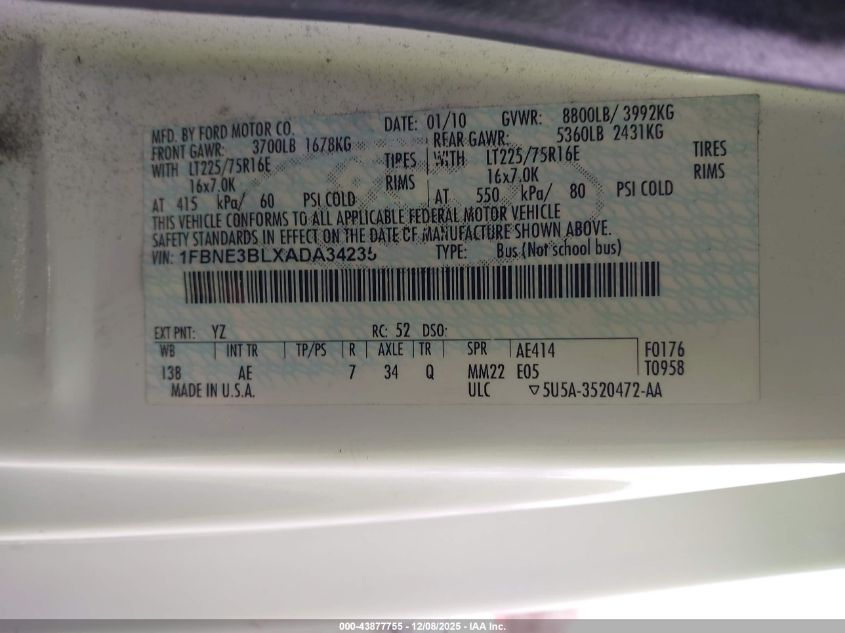 MFD. BY FORD MOTOR CO.
DATE: 01/10 GVWR: 8800LB/ 3992KG
FRONT GAWR: 3700LB 1678KG
REAR GAWR: 5360LB 2431KG
WITH LT225/75R16E TIRES
WITH LT225/75R16E TIRES
16x7.0K RIMS
16x7.0K RIMS
AT 415 kPa/ 60 PSI COLD
AT 550 kPa/ 80 PSI COLD
THIS VEHICLE CONFORMS TO ALL APPLICABLE FEDERAL MOTOR VEHICLE
SAFETY STANDARDS IN EFFECT ON THE DATE OF MANUFACTURE SHOWN ABOVE.
VIN: 1FBNE3BLXADA34235 TYPE: Bus (Not school bus)
EXT PNT: YZ RC: 52 DSO:
WB INT TR TP/PS R AXLE TR SPR AE414 F0176
138 AE 7 34 Q MM22 E05 T0958
MADE IN U.S.A. ULC ▽5U5A-3520472-AA
000-43877755 - 12/08/2025 - IAA Inc.